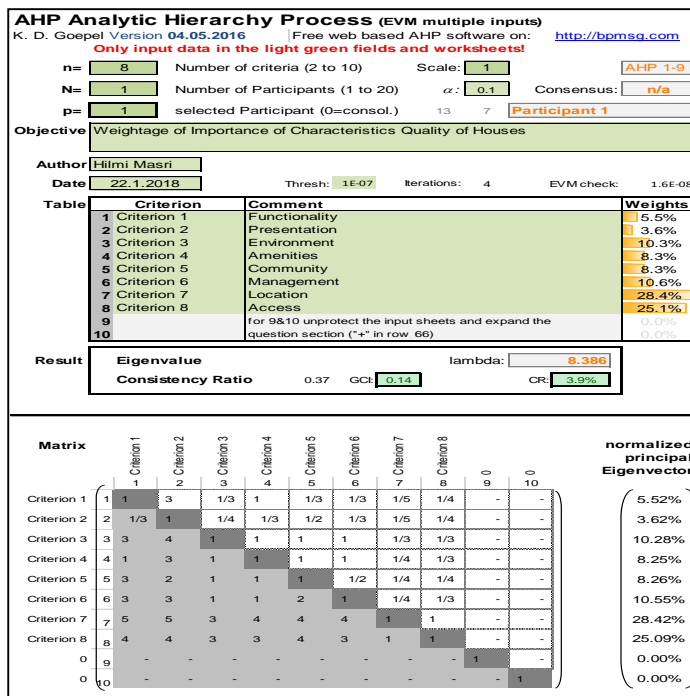 AHP Analytic Hierarchy Process (EVM multiple inputs)
K. D. Goepel Version 04.05.2016 Free web based AHP software on: http://bpmsg.com
Only input data in the light green fields and worksheets!
n= 8 Number of criteria (2 to 10) Scale: 1 AHP 1-9
N= 1 Number of Participants (1 to 20) α: 0.1 Consensus: n/a
p= 1 selected Participant (0=consol.) 13 7 Participant 1
Objective Weightage of Importance of Characteristics Quality of Houses
Author Hilmi Masri
Date 22.1.2018 Thresh: 1E-07 Iterations: 4 EVM check: 1.6E-08
Table Criterion Comment Weights
1 Criterion 1 Functionality 5.5%
2 Criterion 2 Presentation 3.6%
3 Criterion 3 Environment 10.3%
4 Criterion 4 Amenities 8.3%
5 Criterion 5 Community 8.3%
6 Criterion 6 Management 10.6%
7 Criterion 7 Location 28.4%
8 Criterion 8 Access 25.1%
9 for 9&10 unprotect the input sheets and expand the 0.0%
10 question section ("+" in row 66) 0.0%
Result Eigenvalue lambda: 8.386
Consistency Ratio 0.37 GCI: 0.14 CR: 3.9%
Matrix Criterion 1 Criterion 2 Criterion 3 Criterion 4 Criterion 5 Criterion 6 Criterion 7 Criterion 8 0 0 normalized principal Eigenvector
1 2 3 4 5 6 7 8 9 10
Criterion 1 1 1 3 1/3 1 1/3 1/3 1/5 1/4 - - 5.52%
Criterion 2 2 1/3 1 1/4 1/3 1/2 1/3 1/5 1/4 - - 3.62%
Criterion 3 3 3 4 1 1 1 1 1/3 1/3 - - 10.28%
Criterion 4 4 1 3 1 1 1 1 1/4 1/3 - - 8.25%
Criterion 5 5 3 2 1 1 1 1/2 1/4 1/4 - - 8.26%
Criterion 6 6 3 3 1 1 2 1 1/4 1/3 - - 10.55%
Criterion 7 7 5 5 3 4 4 4 1 1 - - 28.42%
Criterion 8 8 4 4 3 3 4 3 1 1 - - 25.09%
0 9 - - - - - - - - 1 - 0.00%
0 10 - - - - - - - - - 1 0.00%